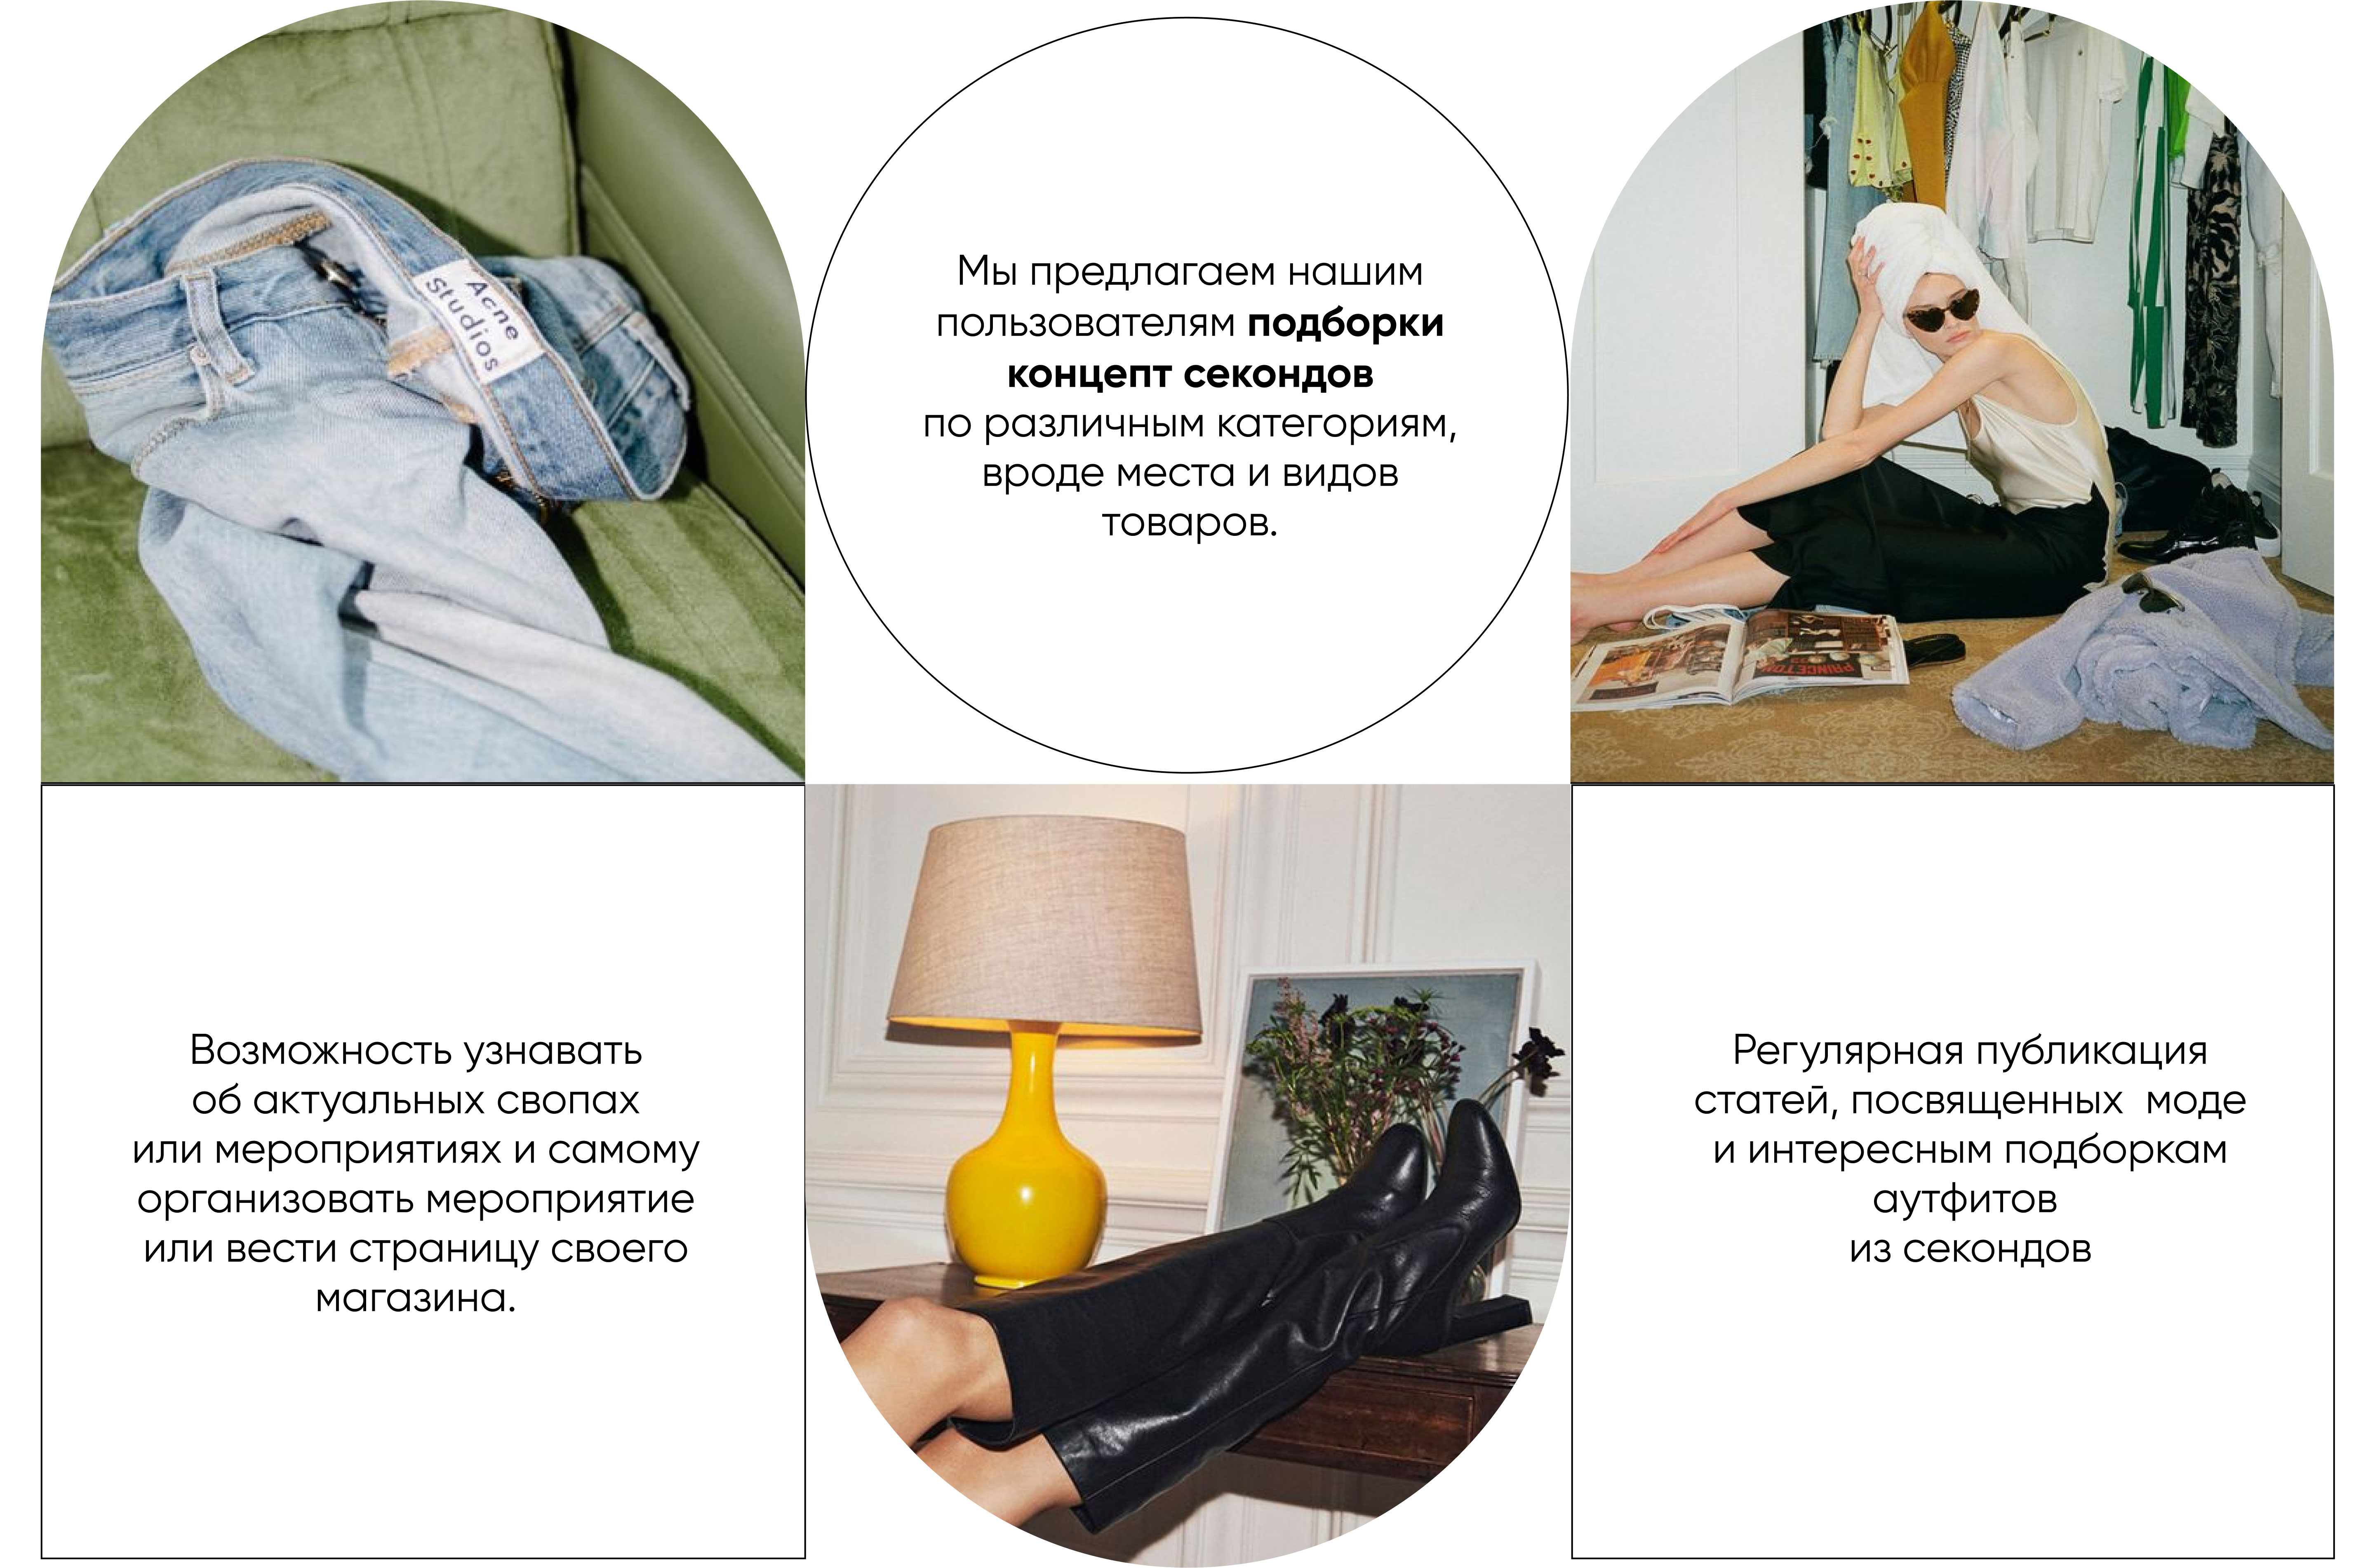 Acne
Studios
Мы предлагаем нашим
пользователям подборки
концепт секондов
по различным категориям,
вроде места и видов
товаров.
PRINCETON
Возможность узнавать
об актуальных свопах
или мероприятиях и самому
организовать мероприятие
или вести страницу своего
магазина.
Регулярная публикация
статей, посвященных  моде
и интересным подборкам
аутфитов
из секондов